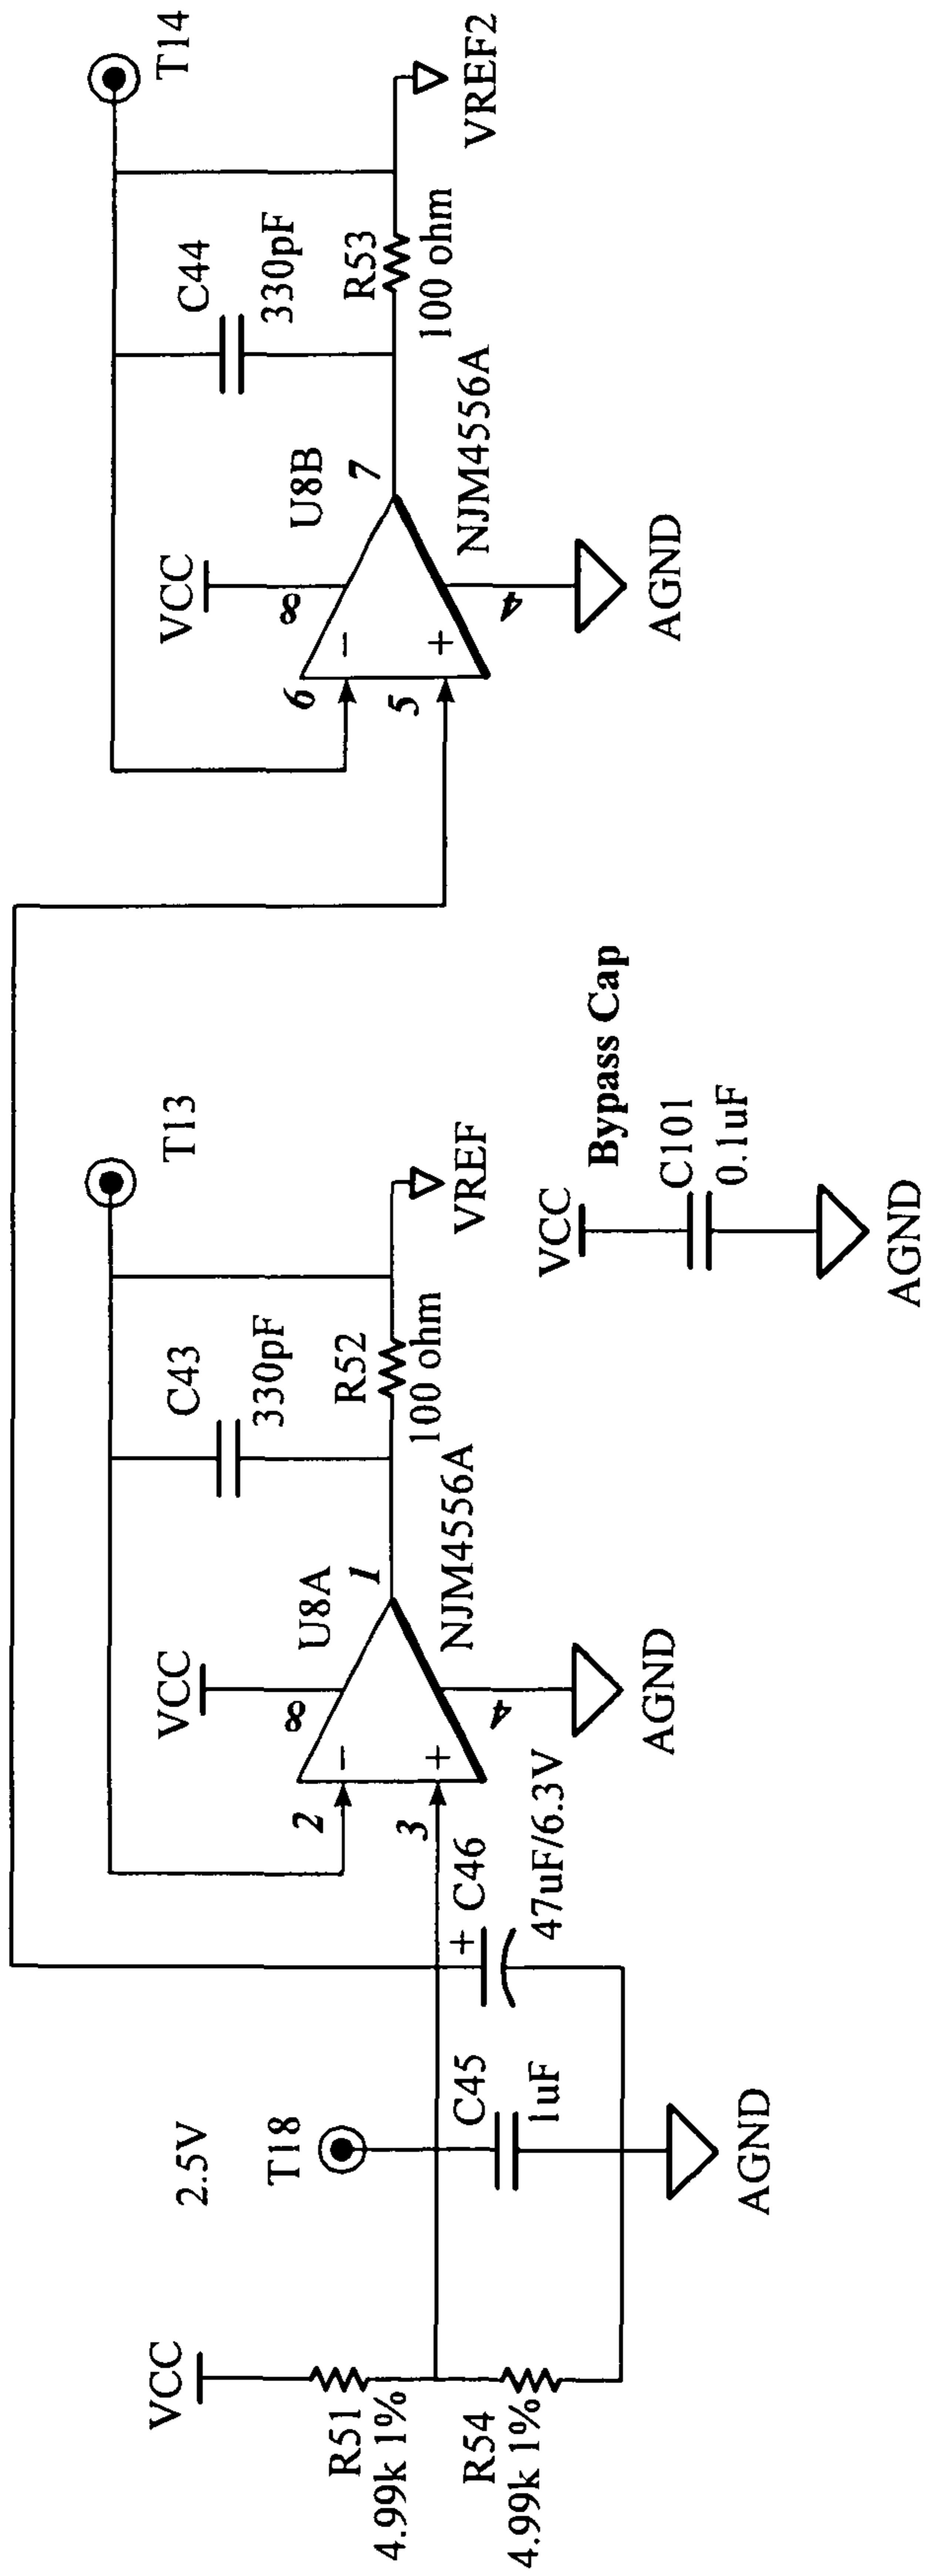 VCC
R51
4.99k 1%
R54
4.99k 1%
2.5V
T18
C45
1uF
AGND
+
C46
47uF/6.3V
2
3
−
+
VCC
8
U8A
1
4
NJM4556A
AGND
C43
330pF
R52
100 ohm
T13
VREF
VCC
Bypass Cap
C101
0.1uF
AGND
6
5
−
+
VCC
8
U8B
7
4
NJM4556A
AGND
C44
330pF
R53
100 ohm
T14
VREF2